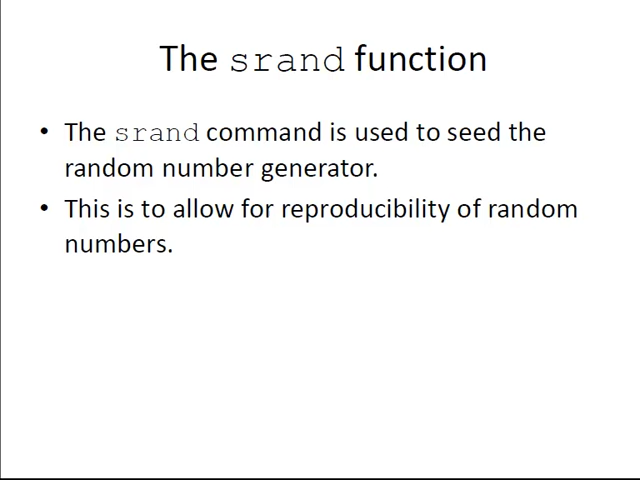 The srand function
• The srand command is used to seed the
random number generator.
• This is to allow for reproducibility of random
numbers.